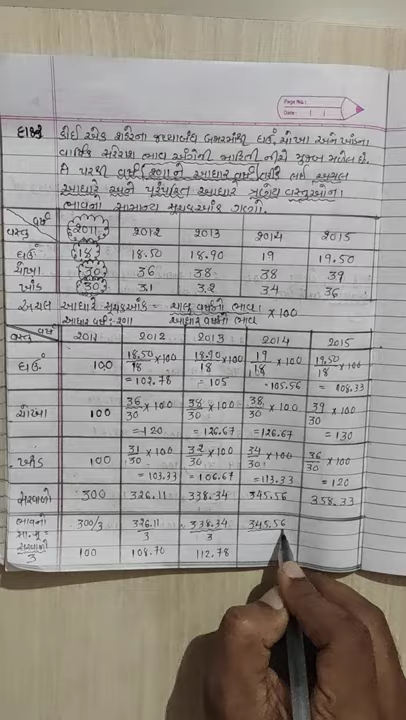 Page No.:
Date: | |
દાખલો કોઈ એક શહેરના જથ્થાબંધ બજારમાંથી ઘઉં, ચોખા અને ખાંડના
વાર્ષિક સરેરાશ ભાવ અંગેની માહિતી નીચે મુજબ મળેલ છે.
તે પરથી વર્ષ 2011ને આધાર વર્ષ તરીકે લઈ અચલ
આધારે અને પરંપરિત આધારે ત્રણેય વસ્તુઓના
ભાવનો સામાન્ય સૂચકઆંક ગણો.
વસ્તુ વર્ષ 2011 2012 2013 2014 2015
ઘઉં 18 18.50 18.90 19 19.50
ચોખા 30 36 38 38 39
ખાંડ 30 31 32 34 36
અચલ આધારે સૂચકઆંક = ચાલુ વર્ષનો ભાવ / આધાર વર્ષનો ભાવ × 100
આધાર વર્ષ: 2011
વસ્તુ વર્ષ 2011 2012 2013 2014 2015
ઘઉં 100 18.50/18 × 100 18.90/18 × 100 19/18 × 100 19.50/18 × 100
= 102.78 = 105 = 105.56 = 108.33
ચોખા 100 36/30 × 100 38/30 × 100 38/30 × 100 39/30 × 100
= 120 = 126.67 = 126.67 = 130
ખાંડ 100 31/30 × 100 32/30 × 100 34/30 × 100 36/30 × 100
= 103.33 = 106.67 = 113.33 = 120
સરવાળો 300 326.11 338.34 345.56 358.33
ભાવનો સા.સૂ = સરવાળો/3 300/3 326.11/3 338.34/3 345.56
100 108.70 112.78